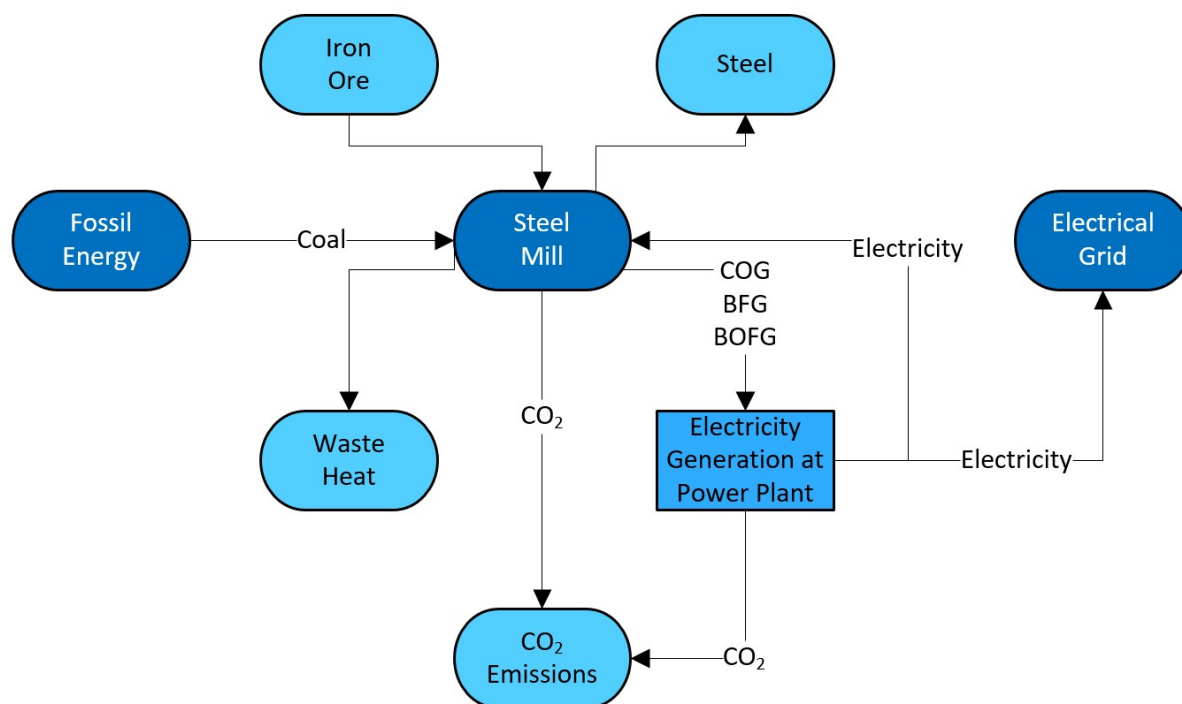 Iron
Ore
Steel
Fossil
Energy
Coal
Steel
Mill
Electricity
Electrical
Grid
COG
BFG
BOFG
Waste
Heat
CO₂
Electricity
Generation at
Power Plant
Electricity
CO₂
Emissions
CO₂